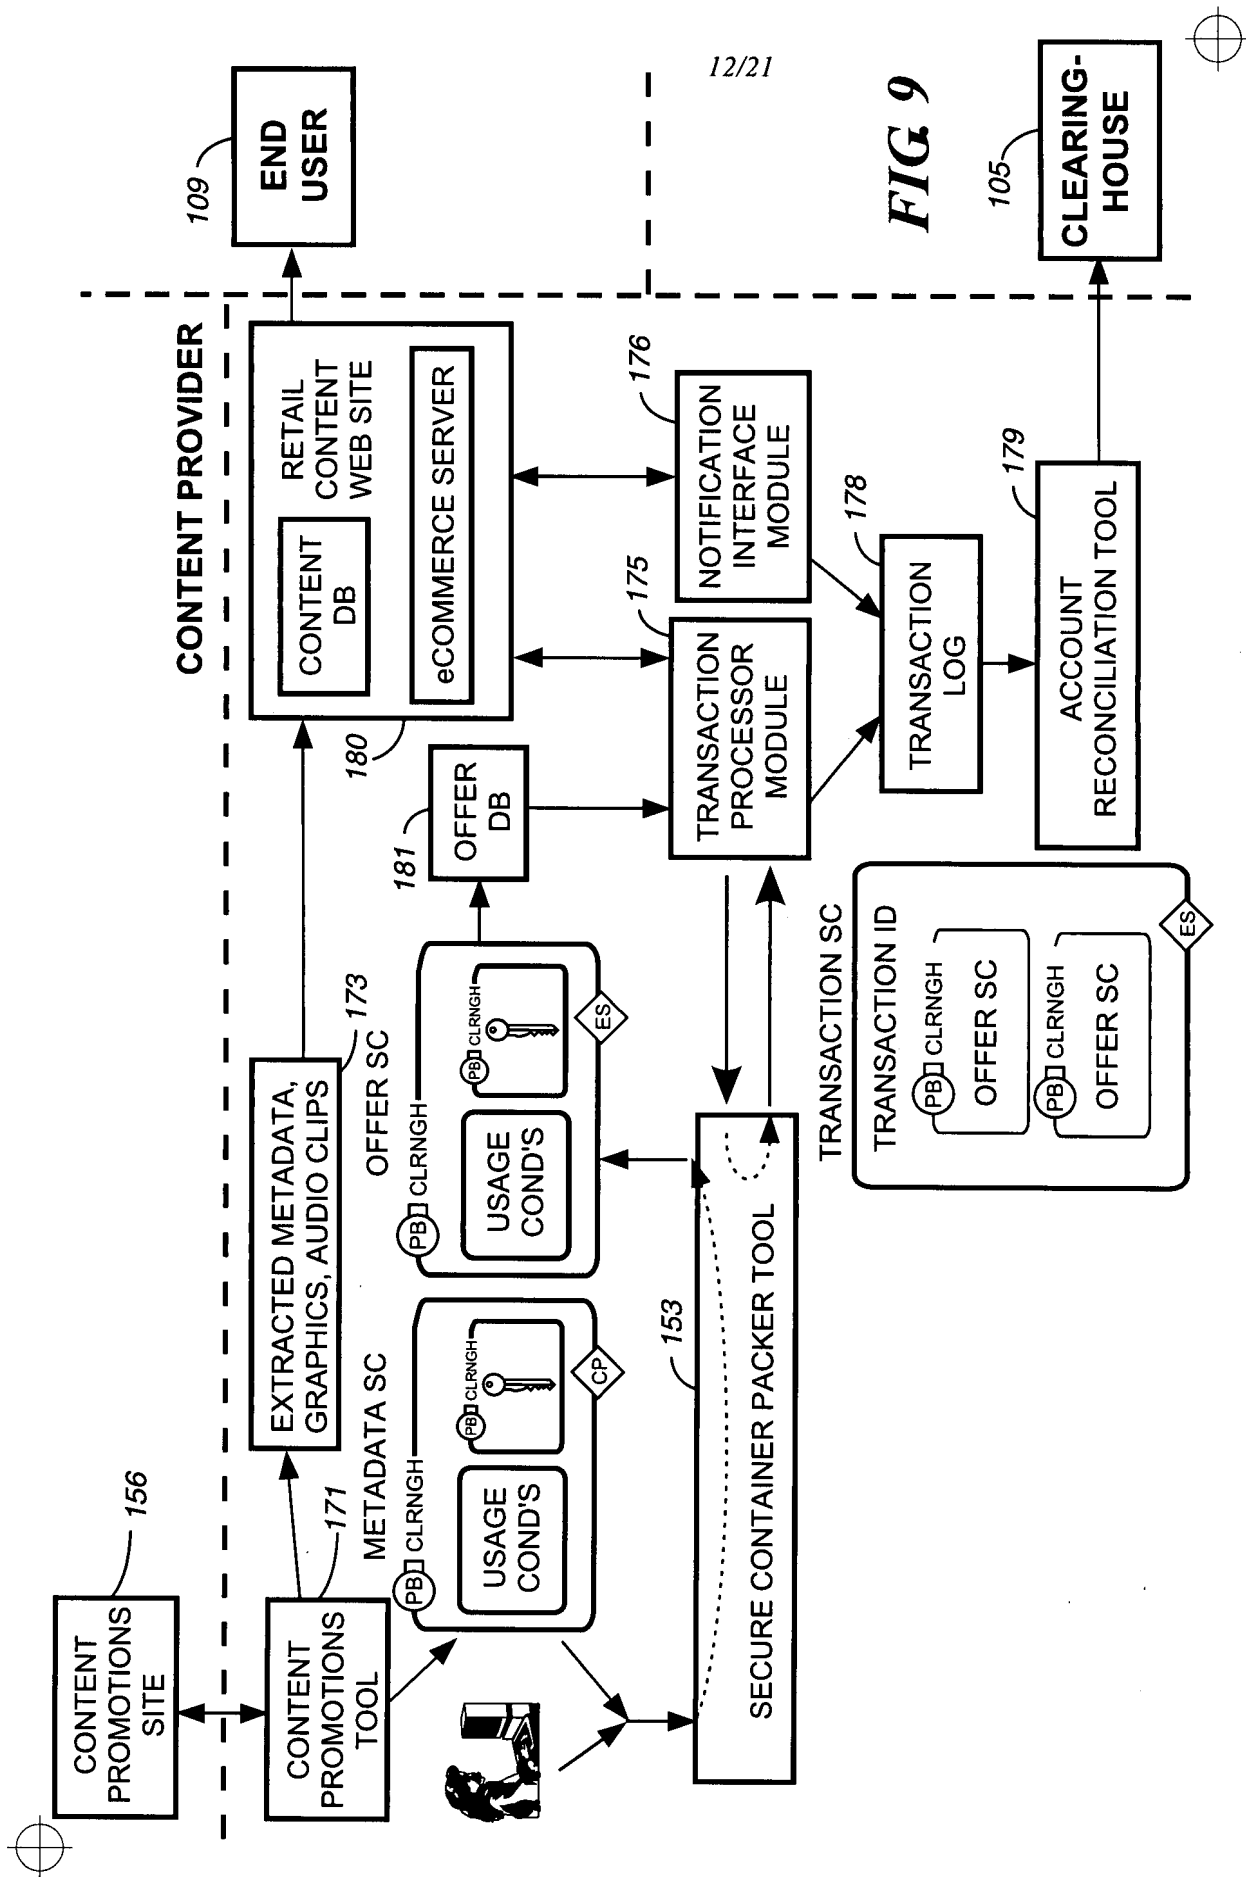 12/21
CONTENT PROVIDER
156
CONTENT
PROMOTIONS
SITE
171
CONTENT
PROMOTIONS
TOOL
173
EXTRACTED METADATA,
GRAPHICS, AUDIO CLIPS
180
RETAIL
CONTENT
WEB SITE
CONTENT
DB
eCOMMERCE SERVER
109
END
USER
METADATA SC
PB CLRNGH
USAGE
COND'S
PB CLRNGH
CP
OFFER SC
PB CLRNGH
USAGE
COND'S
PB CLRNGH
ES
181
OFFER
DB
153
SECURE CONTAINER PACKER TOOL
175
TRANSACTION
PROCESSOR
MODULE
176
NOTIFICATION
INTERFACE
MODULE
178
TRANSACTION
LOG
TRANSACTION SC
TRANSACTION ID
PB CLRNGH
OFFER SC
PB CLRNGH
OFFER SC
ES
179
ACCOUNT
RECONCILIATION TOOL
105
CLEARING-
HOUSE
FIG. 9